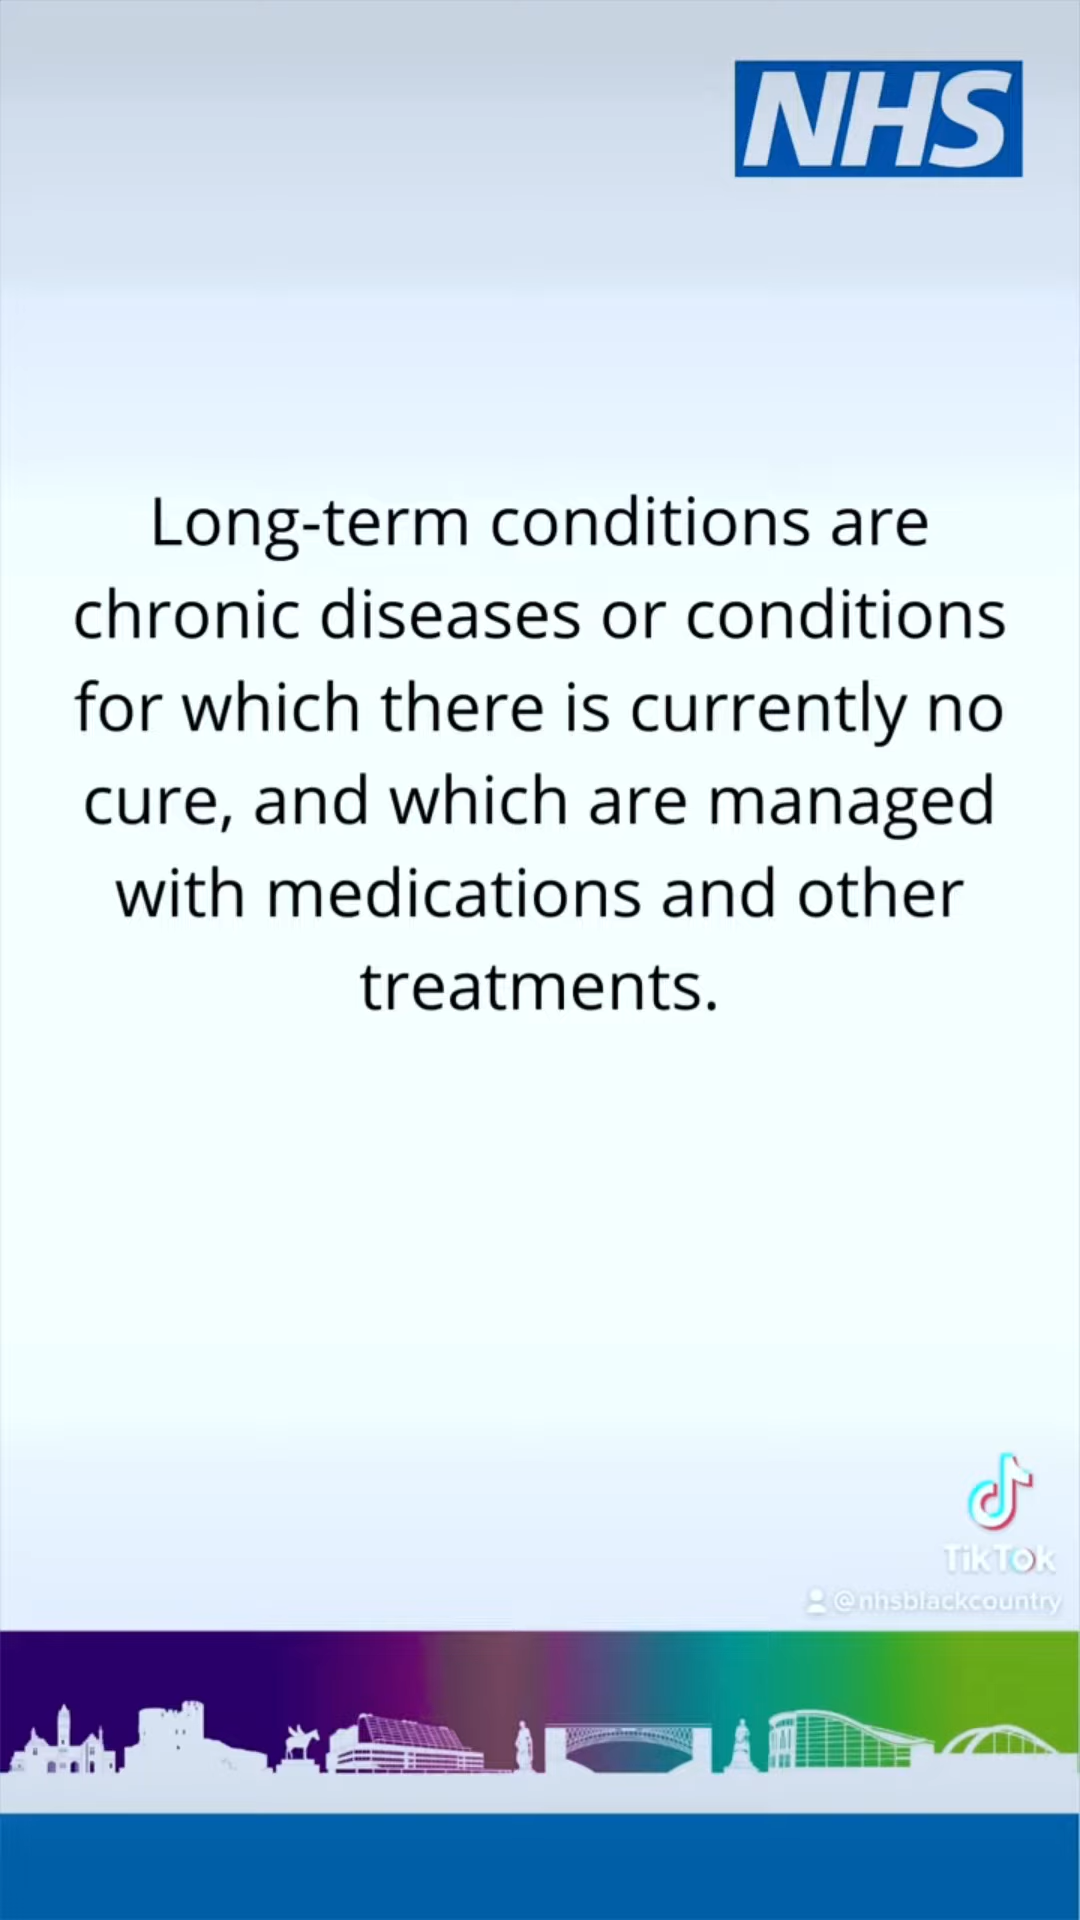 NHS
Long-term conditions are
chronic diseases or conditions
for which there is currently no
cure, and which are managed
with medications and other
treatments.
TikTok
@nhsblackcountry